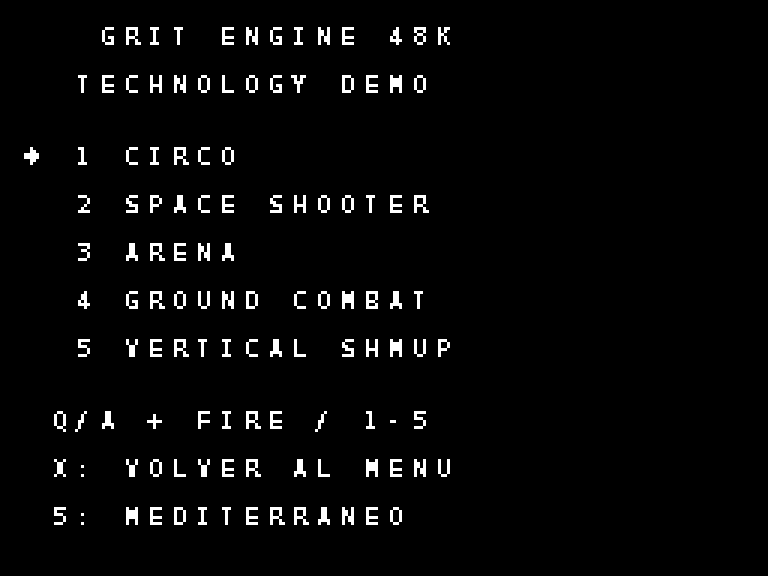 GRIT ENGINE 48K
TECHNOLOGY DEMO
1 CIRCO
2 SPACE SHOOTER
3 ARENA
4 GROUND COMBAT
5 VERTICAL SHMUP
Q/A + FIRE / 1-5
X: VOLVER AL MENU
5: MEDITERRANEO